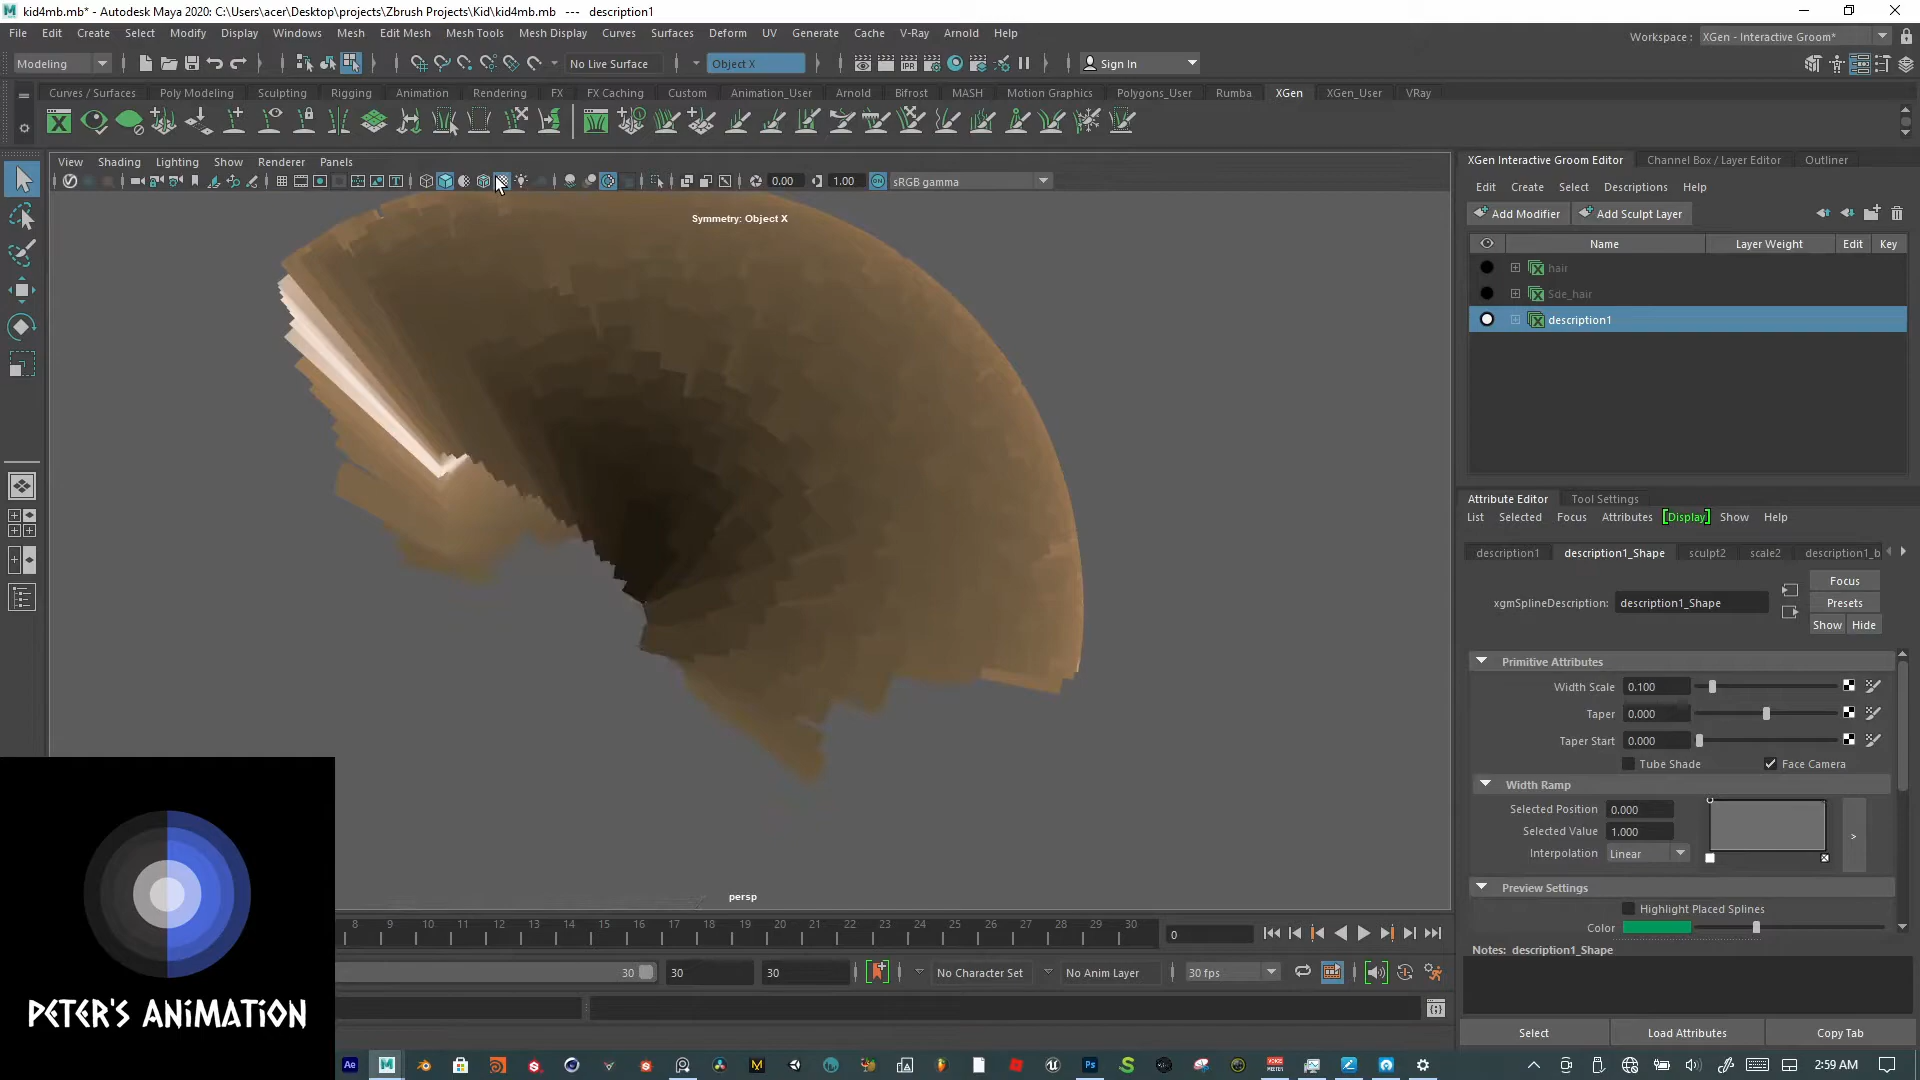 kid4mb.mb* - Autodesk Maya 2020: C:\Users\acer\Desktop\projects\Zbrush Projects\Kid\kid4mb.mb --- description1
File Edit Create Select Modify Display Windows Mesh Edit Mesh Mesh Tools Mesh Display Curves Surfaces Deform UV Generate Cache V-Ray Arnold Help
Workspace : XGen - Interactive Groom*
Modeling No Live Surface Object X Sign In
Curves / Surfaces Poly Modeling Sculpting Rigging Animation Rendering FX FX Caching Custom Animation_User Arnold Bifrost MASH Motion Graphics Polygons_User Rumba XGen XGen_User VRay
View Shading Lighting Show Renderer Panels
0.00 1.00 sRGB gamma
Symmetry: Object X
persp
XGen Interactive Groom Editor Channel Box / Layer Editor Outliner
Edit Create Select Descriptions Help
Add Modifier Add Sculpt Layer
Name Layer Weight Edit Key
hair
Sde_hair
description1
Attribute Editor Tool Settings
List Selected Focus Attributes Display Show Help
description1 description1_Shape sculpt2 scale2 description1_b
Focus
xgmSplineDescription: description1_Shape Presets
Show Hide
Primitive Attributes
Width Scale 0.100
Taper 0.000
Taper Start 0.000
Tube Shade Face Camera
Width Ramp
Selected Position 0.000
Selected Value 1.000
Interpolation Linear
>
Preview Settings
Highlight Placed Splines
Color
Notes: description1_Shape
Select Load Attributes Copy Tab
8 9 10 11 12 13 14 15 16 17 18 19 20 21 22 23 24 25 26 27 28 29 30 0
30 30 30 No Character Set No Anim Layer 30 fps
PETER'S ANIMATION
2:59 AM